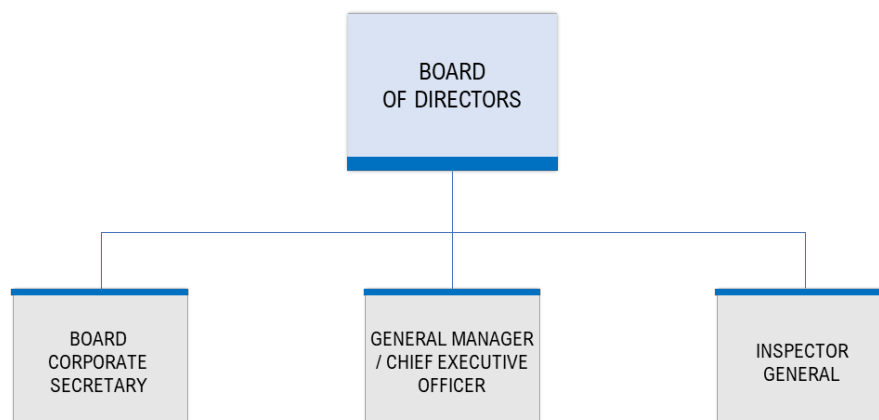 BOARD
OF DIRECTORS
BOARD
CORPORATE
SECRETARY
GENERAL MANAGER
/ CHIEF EXECUTIVE
OFFICER
INSPECTOR
GENERAL